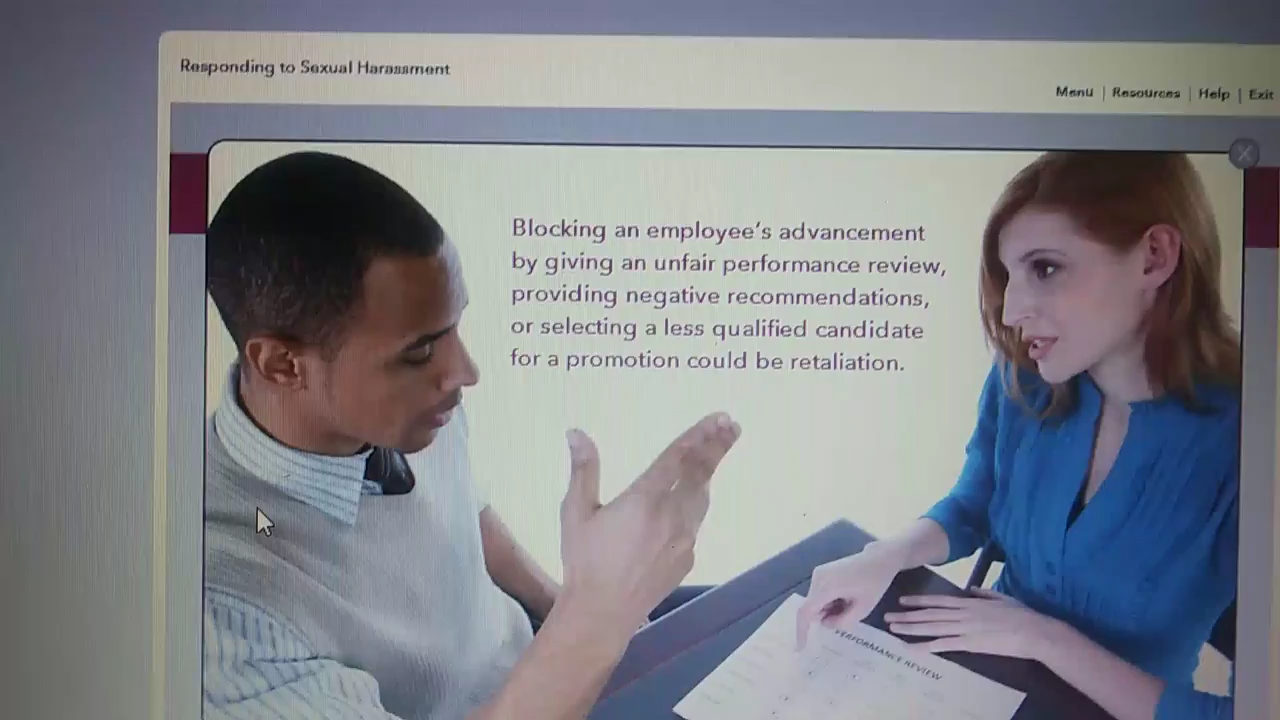 Responding to Sexual Harassment
Menu | Resources | Help | Exit
Blocking an employee's advancement
by giving an unfair performance review,
providing negative recommendations,
or selecting a less qualified candidate
for a promotion could be retaliation.
PERFORMANCE REVIEW